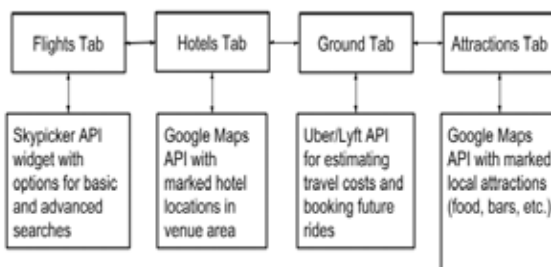 Flights Tab
Hotels Tab
Ground Tab
Attractions Tab
Skypicker API
widget with
options for basic
and advanced
searches
Google Maps
API with
marked hotel
locations in
venue area
Uber/Lyft API
for estimating
travel costs and
booking future
rides
Google Maps
API with marked
local attractions
(food, bars, etc.)